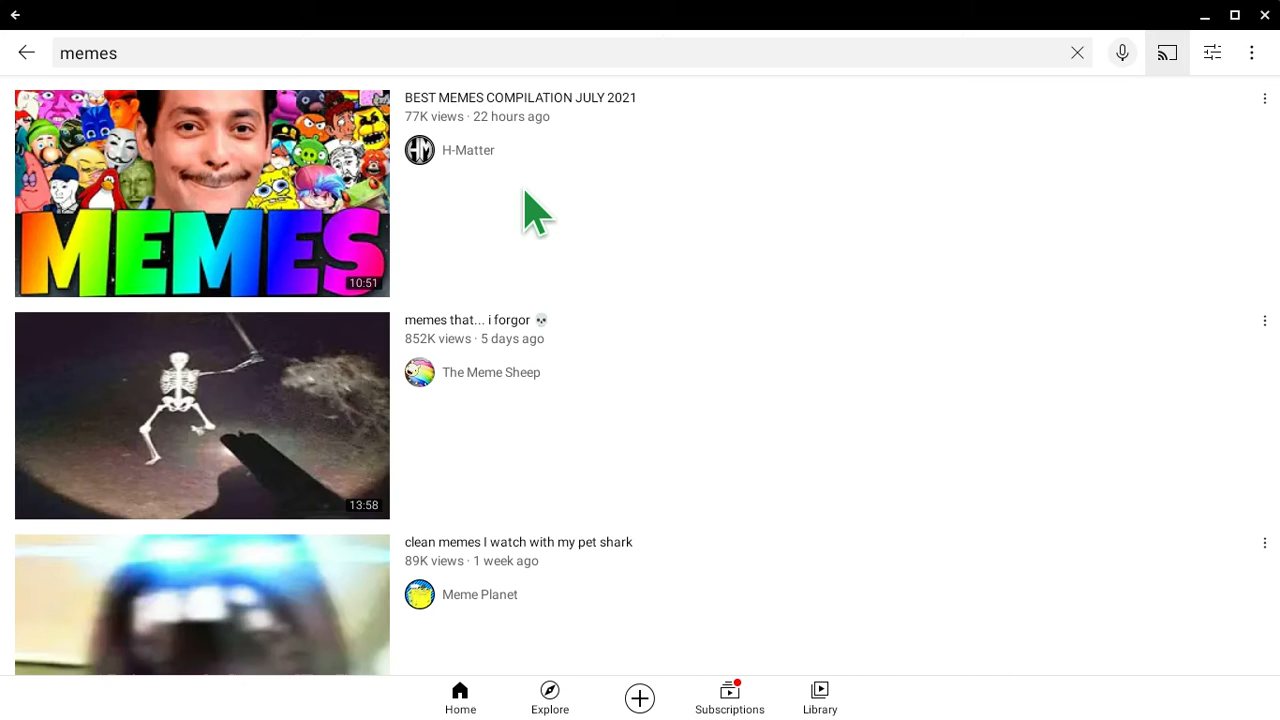 memes
BEST MEMES COMPILATION JULY 2021
77K views · 22 hours ago
HM
H-Matter
MEMES
10:51
memes that... i forgor 💀
852K views · 5 days ago
The Meme Sheep
13:58
clean memes I watch with my pet shark
89K views · 1 week ago
Meme Planet
Home
Explore
Subscriptions
Library